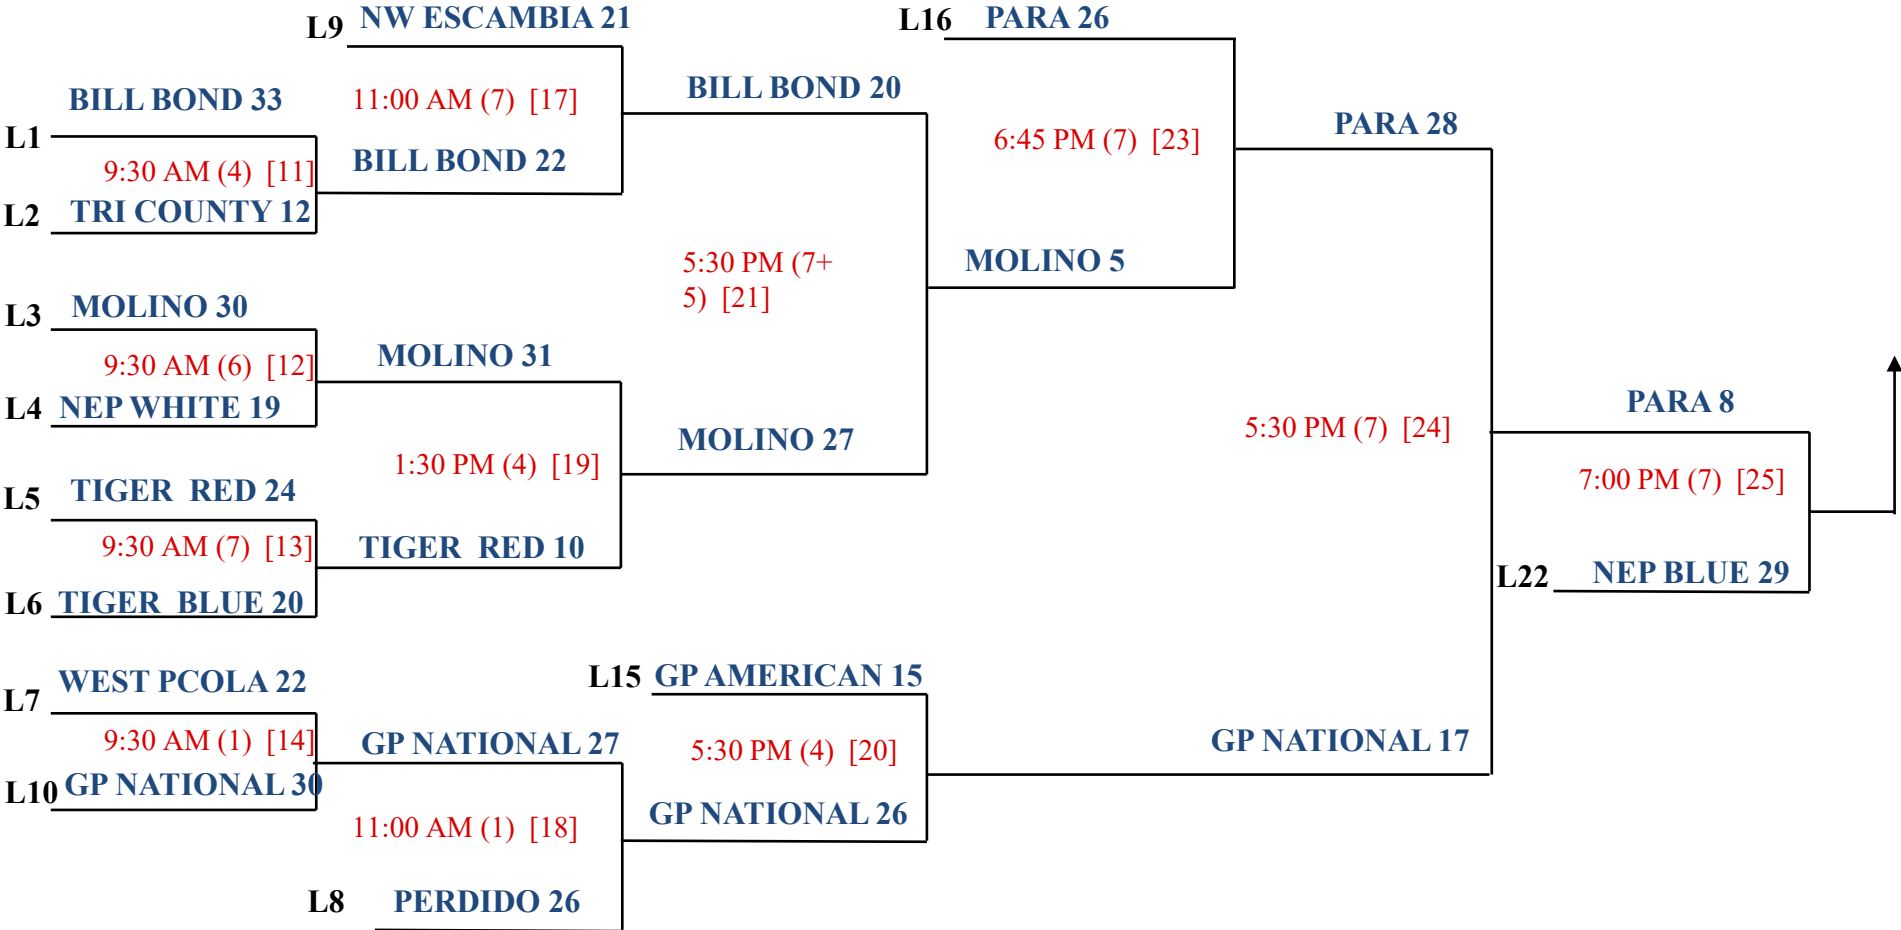 L9 NW ESCAMBIA 21
L16 PARA 26
BILL BOND 33
11:00 AM (7) [17]
BILL BOND 20
L1
9:30 AM (4) [11]
BILL BOND 22
6:45 PM (7) [23]
PARA 28
L2 TRI COUNTY 12
5:30 PM (7+
5) [21]
MOLINO 5
L3 MOLINO 30
9:30 AM (6) [12]
MOLINO 31
L4 NEP WHITE 19
MOLINO 27
5:30 PM (7) [24]
PARA 8
1:30 PM (4) [19]
7:00 PM (7) [25]
L5 TIGER RED 24
9:30 AM (7) [13]
TIGER RED 10
L22 NEP BLUE 29
L6 TIGER BLUE 20
L7 WEST PCOLA 22
L15 GP AMERICAN 15
9:30 AM (1) [14]
GP NATIONAL 27
5:30 PM (4) [20]
GP NATIONAL 17
L10 GP NATIONAL 30
11:00 AM (1) [18]
GP NATIONAL 26
L8 PERDIDO 26